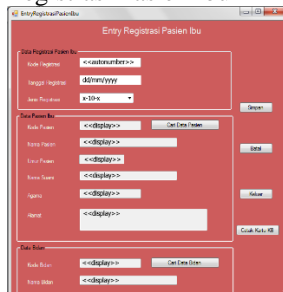 EntryRegistrasiPasienIbu
Entry Registrasi Pasien Ibu
Data Registrasi Pasien Ibu
Kode Registrasi <<autonumber>>
Tanggal Registrasi dd/mm/yyyy
Jenis Registrasi x-10-x
Simpan
Data Pasien Ibu
Kode Pasien <<display>> Cari Data Pasien
Nama Pasien <<display>>
Batal
Umur Pasien <<display>>
Nama Suami <<display>>
Agama <<display>>
Keluar
Alamat <<display>>
Cetak Kartu KB
Data Bidan
Kode Bidan <<display>> Cari Data Bidan
Nama Bidan <<display>>